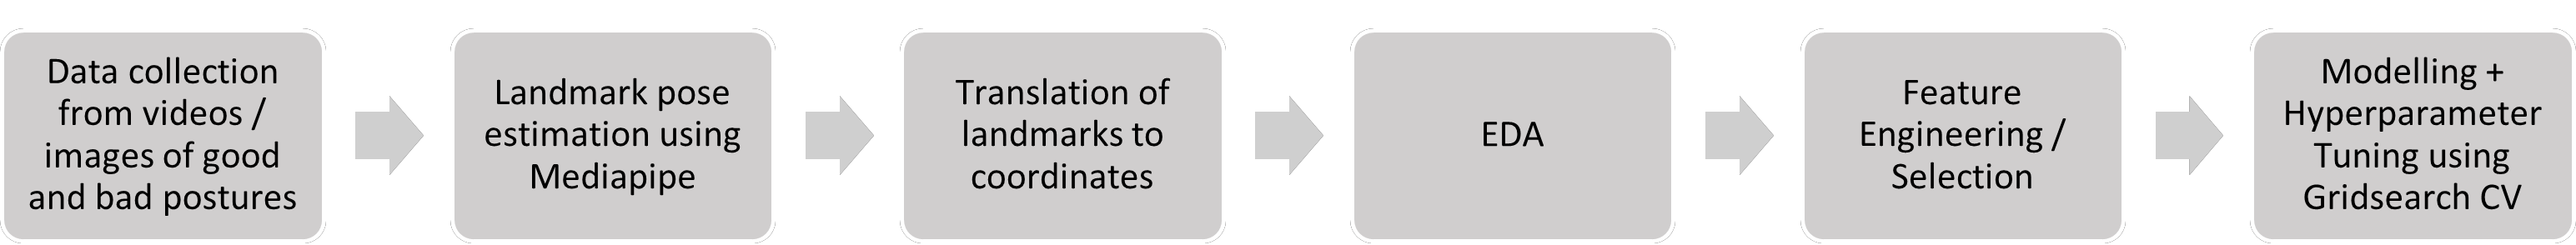 Data collection
from videos /
images of good
and bad postures
Landmark pose
estimation using
Mediapipe
Translation of
landmarks to
coordinates
EDA
Feature
Engineering /
Selection
Modelling +
Hyperparameter
Tuning using
Gridsearch CV